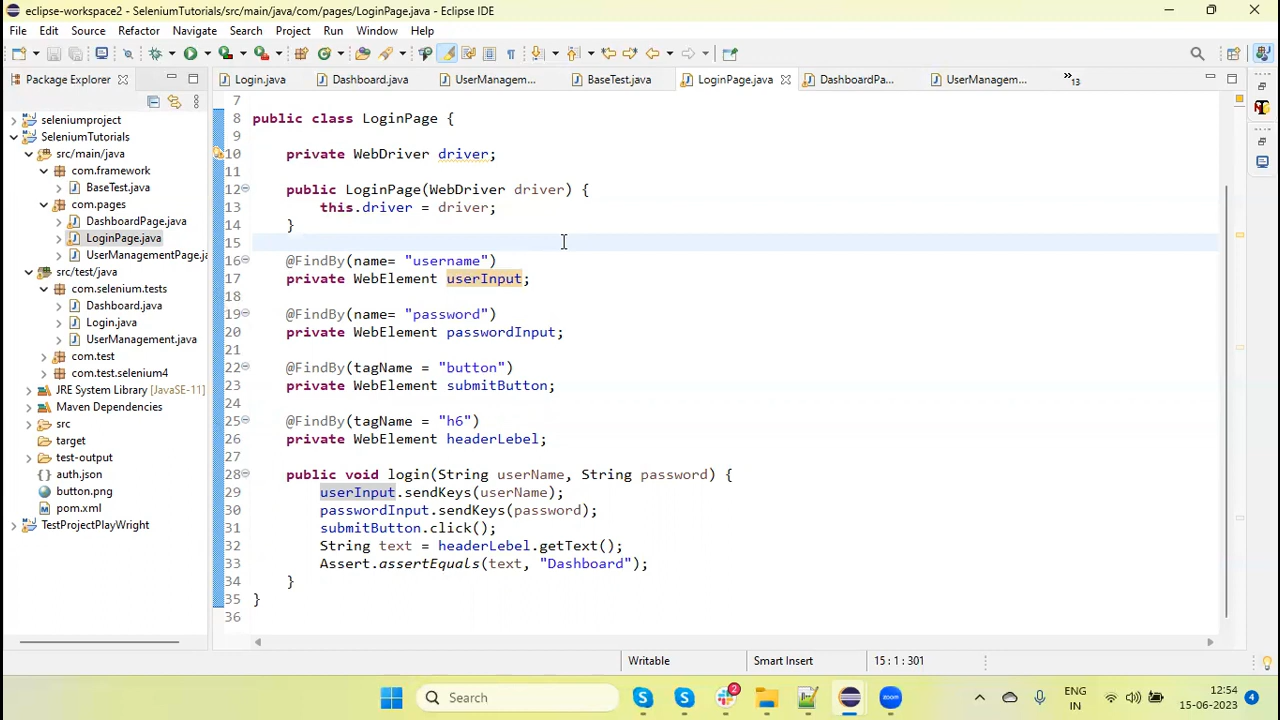 eclipse-workspace2 - SeleniumTutorials/src/main/java/com/pages/LoginPage.java - Eclipse IDE
File Edit Source Refactor Navigate Search Project Run Window Help
Package Explorer
Login.java
Dashboard.java
UserManagem...
BaseTest.java
LoginPage.java
DashboardPa...
UserManagem...
»13
seleniumproject
SeleniumTutorials
src/main/java
com.framework
BaseTest.java
com.pages
DashboardPage.java
LoginPage.java
UserManagementPage.ja
src/test/java
com.selenium.tests
Dashboard.java
Login.java
UserManagement.java
com.test
com.test.selenium4
JRE System Library [JavaSE-11]
Maven Dependencies
src
target
test-output
auth.json
button.png
pom.xml
TestProjectPlayWright
7
8 public class LoginPage {
9
10 private WebDriver driver;
11
12 public LoginPage(WebDriver driver) {
13 this.driver = driver;
14 }
15
16 @FindBy(name= "username")
17 private WebElement userInput;
18
19 @FindBy(name= "password")
20 private WebElement passwordInput;
21
22 @FindBy(tagName = "button")
23 private WebElement submitButton;
24
25 @FindBy(tagName = "h6")
26 private WebElement headerLebel;
27
28 public void login(String userName, String password) {
29 userInput.sendKeys(userName);
30 passwordInput.sendKeys(password);
31 submitButton.click();
32 String text = headerLebel.getText();
33 Assert.assertEquals(text, "Dashboard");
34 }
35 }
36
Writable Smart Insert 15 : 1 : 301
Search
2
ENG
IN
12:54
15-06-2023
4